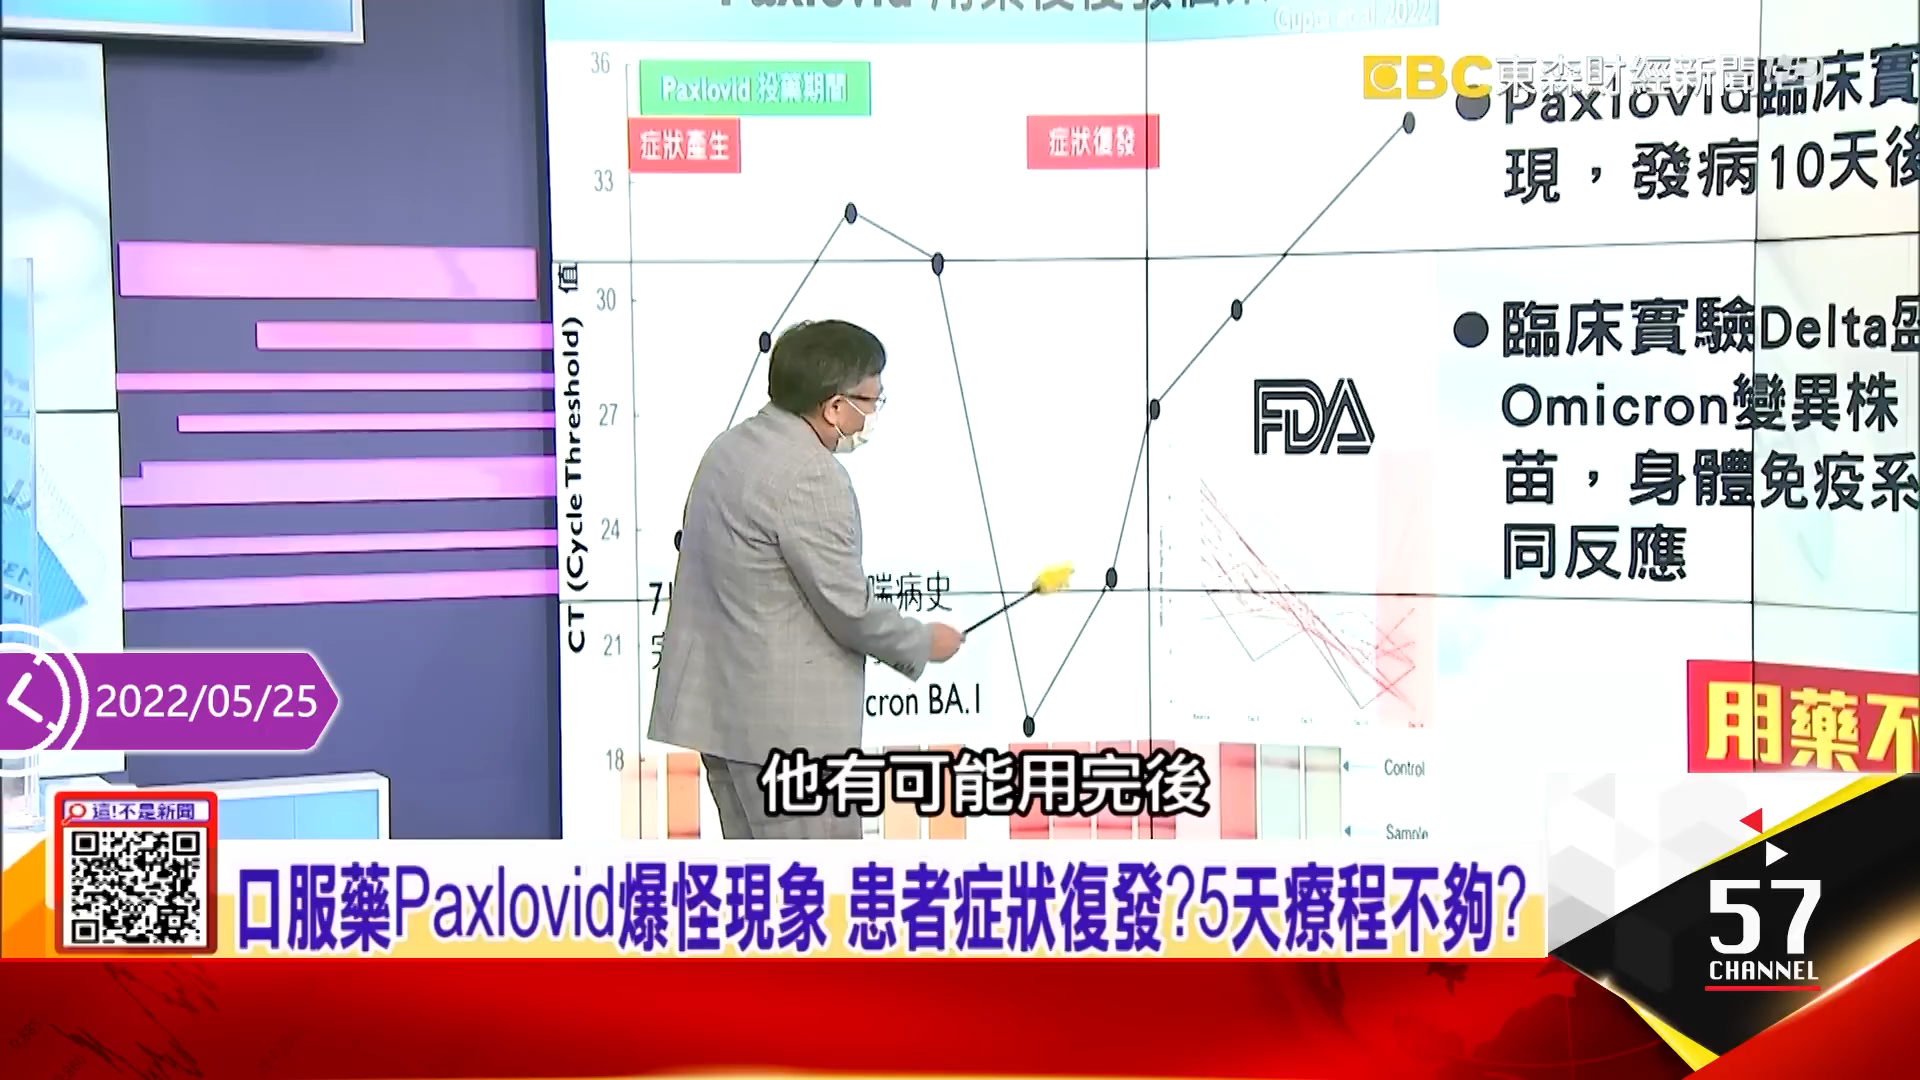 Gupta et al. 2022
EBC 東森財經新聞
36
33
30
27
24
21
18
CT (Cycle Threshold) 值
Paxlovid 投藥期間
症狀產生
症狀復發
Paxlovid臨床實
現，發病10天後
臨床實驗Delta盛
Omicron變異株
苗，身體免疫系
同反應
FDA
喘病史
cron BA.1
Control
Sample
用藥不
2022/05/25
他有可能用完後
這!不是新聞
口服藥Paxlovid爆怪現象 患者症狀復發?5天療程不夠?
57
CHANNEL